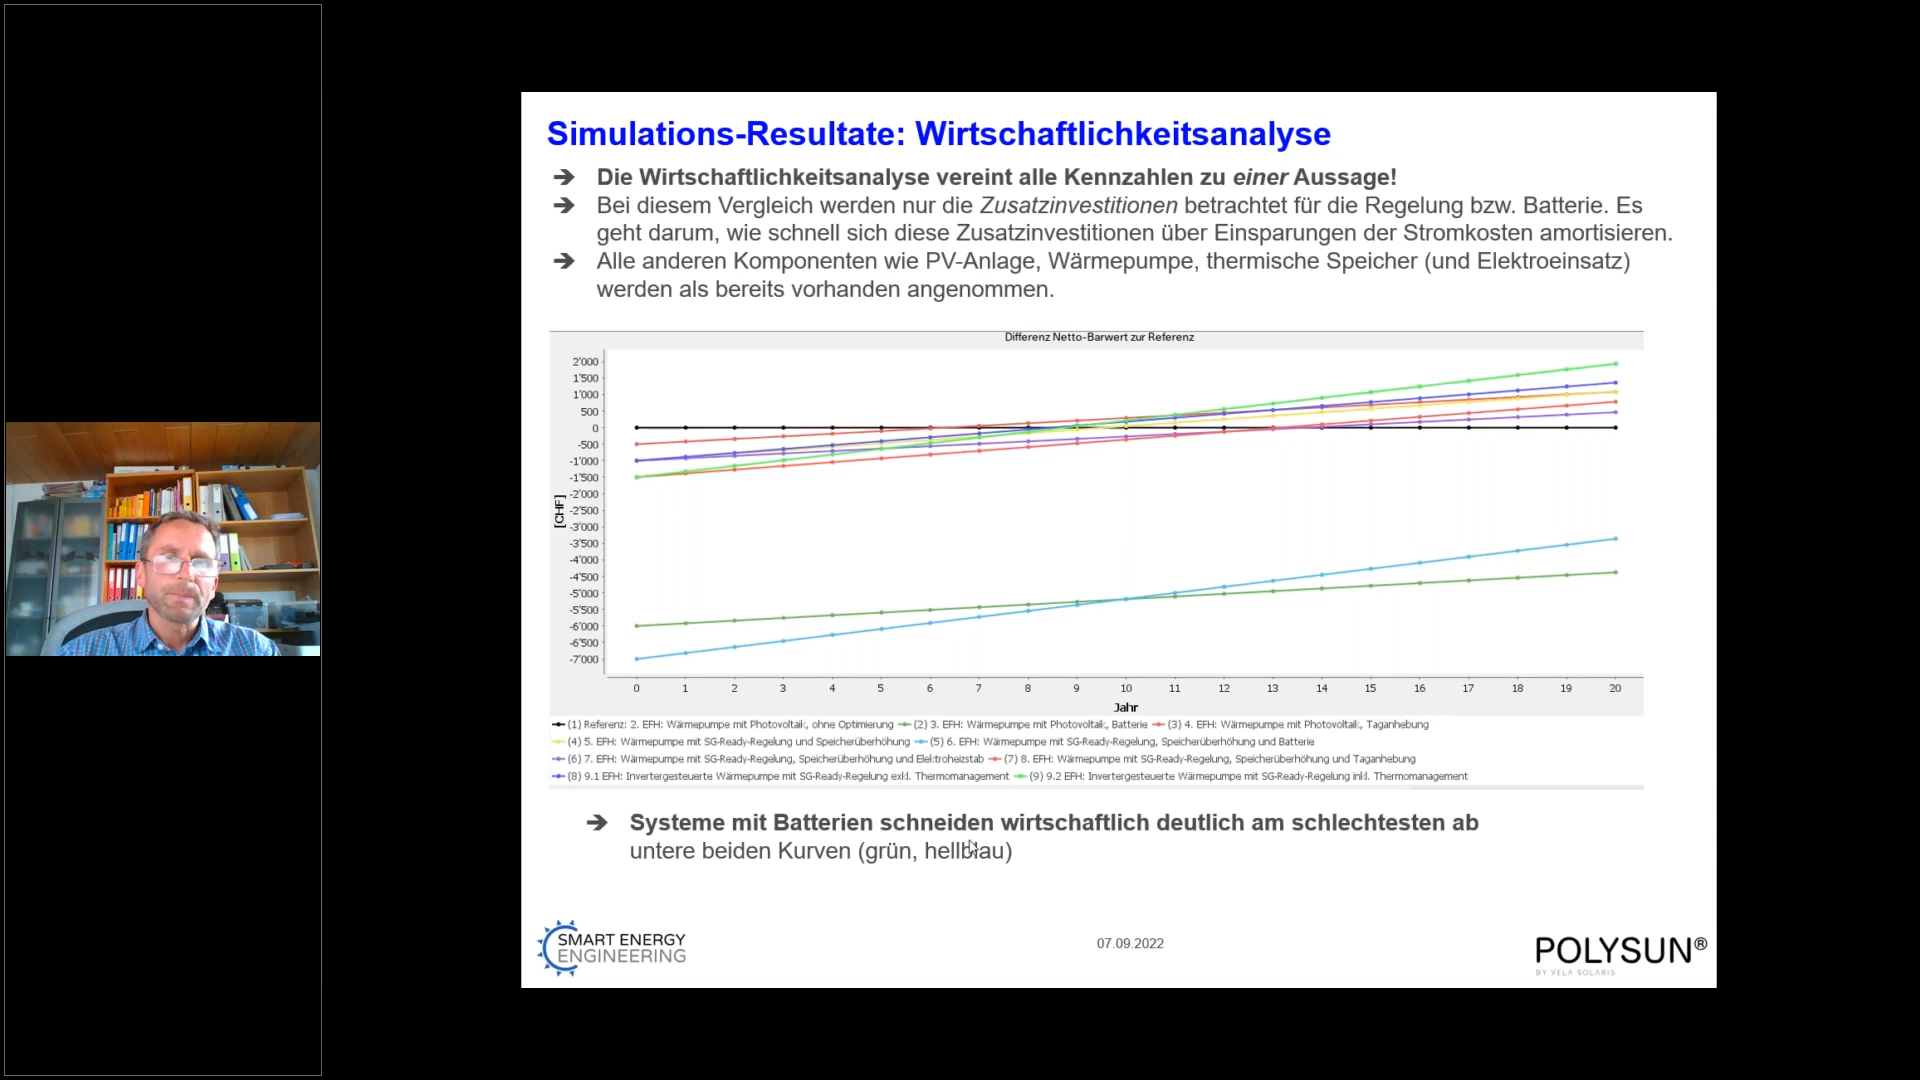 Simulations-Resultate: Wirtschaftlichkeitsanalyse
➔ Die Wirtschaftlichkeitsanalyse vereint alle Kennzahlen zu einer Aussage!
➔ Bei diesem Vergleich werden nur die Zusatzinvestitionen betrachtet für die Regelung bzw. Batterie. Es
geht darum, wie schnell sich diese Zusatzinvestitionen über Einsparungen der Stromkosten amortisieren.
➔ Alle anderen Komponenten wie PV-Anlage, Wärmepumpe, thermische Speicher (und Elektroeinsatz)
werden als bereits vorhanden angenommen.
Differenz Netto-Barwert zur Referenz
2'000
1'500
1'000
500
0
-500
-1'000
-1'500
-2'000
-2'500
-3'000
-3'500
-4'000
-4'500
-5'000
-5'500
-6'000
-6'500
-7'000
[CHF]
0 1 2 3 4 5 6 7 8 9 10 11 12 13 14 15 16 17 18 19 20
Jahr
(1) Referenz: 2. EFH: Wärmepumpe mit Photovoltaik, ohne Optimierung (2) 3. EFH: Wärmepumpe mit Photovoltaik, Batterie (3) 4. EFH: Wärmepumpe mit Photovoltaik, Taganhebung
(4) 5. EFH: Wärmepumpe mit SG-Ready-Regelung und Speicherüberhöhung (5) 6. EFH: Wärmepumpe mit SG-Ready-Regelung, Speicherüberhöhung und Batterie
(6) 7. EFH: Wärmepumpe mit SG-Ready-Regelung, Speicherüberhöhung und Elektroheizstab (7) 8. EFH: Wärmepumpe mit SG-Ready-Regelung, Speicherüberhöhung und Taganhebung
(8) 9.1 EFH: Invertergesteuerte Wärmepumpe mit SG-Ready-Regelung exkl. Thermomanagement (9) 9.2 EFH: Invertergesteuerte Wärmepumpe mit SG-Ready-Regelung inkl. Thermomanagement
➔ Systeme mit Batterien schneiden wirtschaftlich deutlich am schlechtesten ab
untere beiden Kurven (grün, hellblau)
SMART ENERGY
ENGINEERING
07.09.2022
POLYSUN®
BY VELA SOLARIS